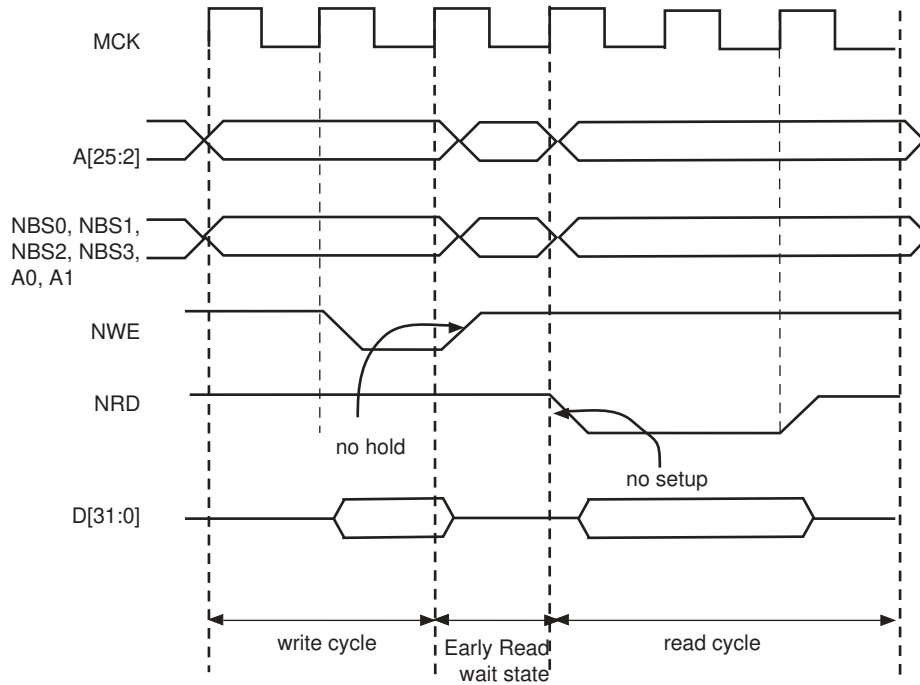 MCK
A[25:2]
NBS0, NBS1,
NBS2, NBS3,
A0, A1
NWE
NRD
no hold
no setup
D[31:0]
write cycle
Early Read
wait state
read cycle